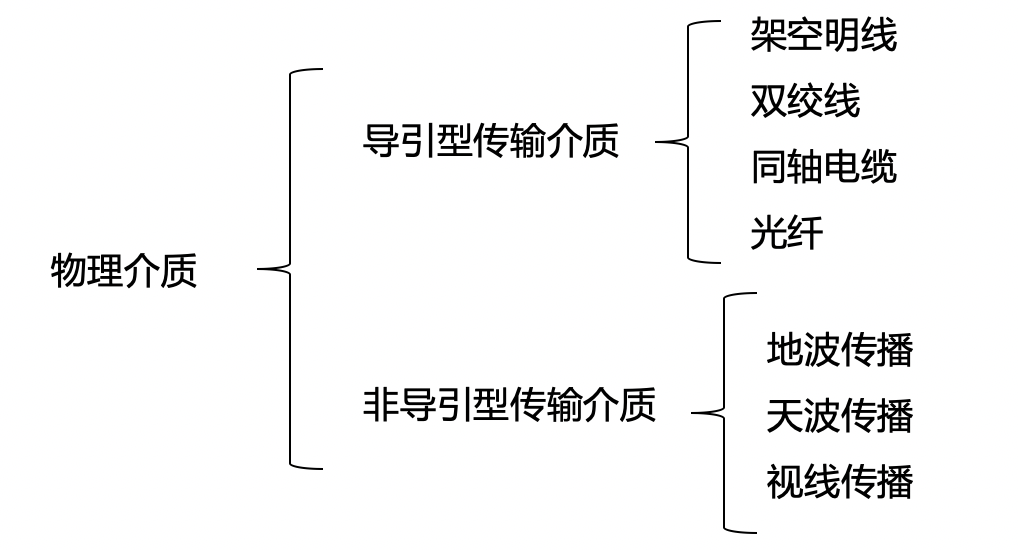 物理介质
导引型传输介质
架空明线
双绞线
同轴电缆
光纤
非导引型传输介质
地波传播
天波传播
视线传播